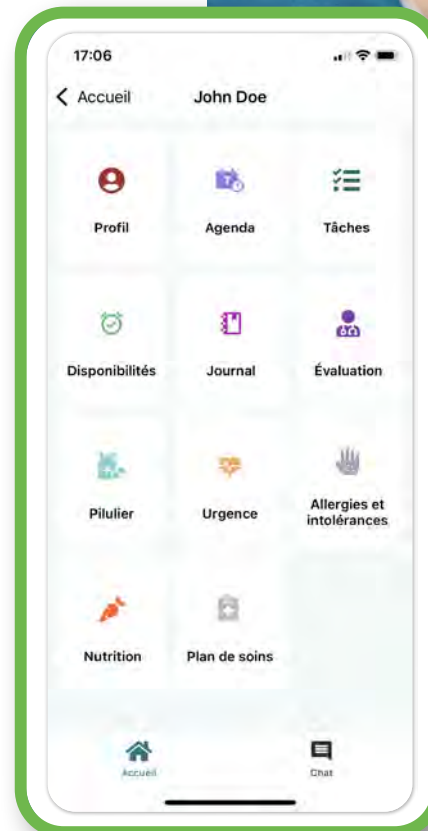 17:06
Accueil John Doe
Profil Agenda Tâches
Disponibilités Journal Évaluation
Pilulier Urgence Allergies et
intolérances
Nutrition Plan de soins
Accueil Chat